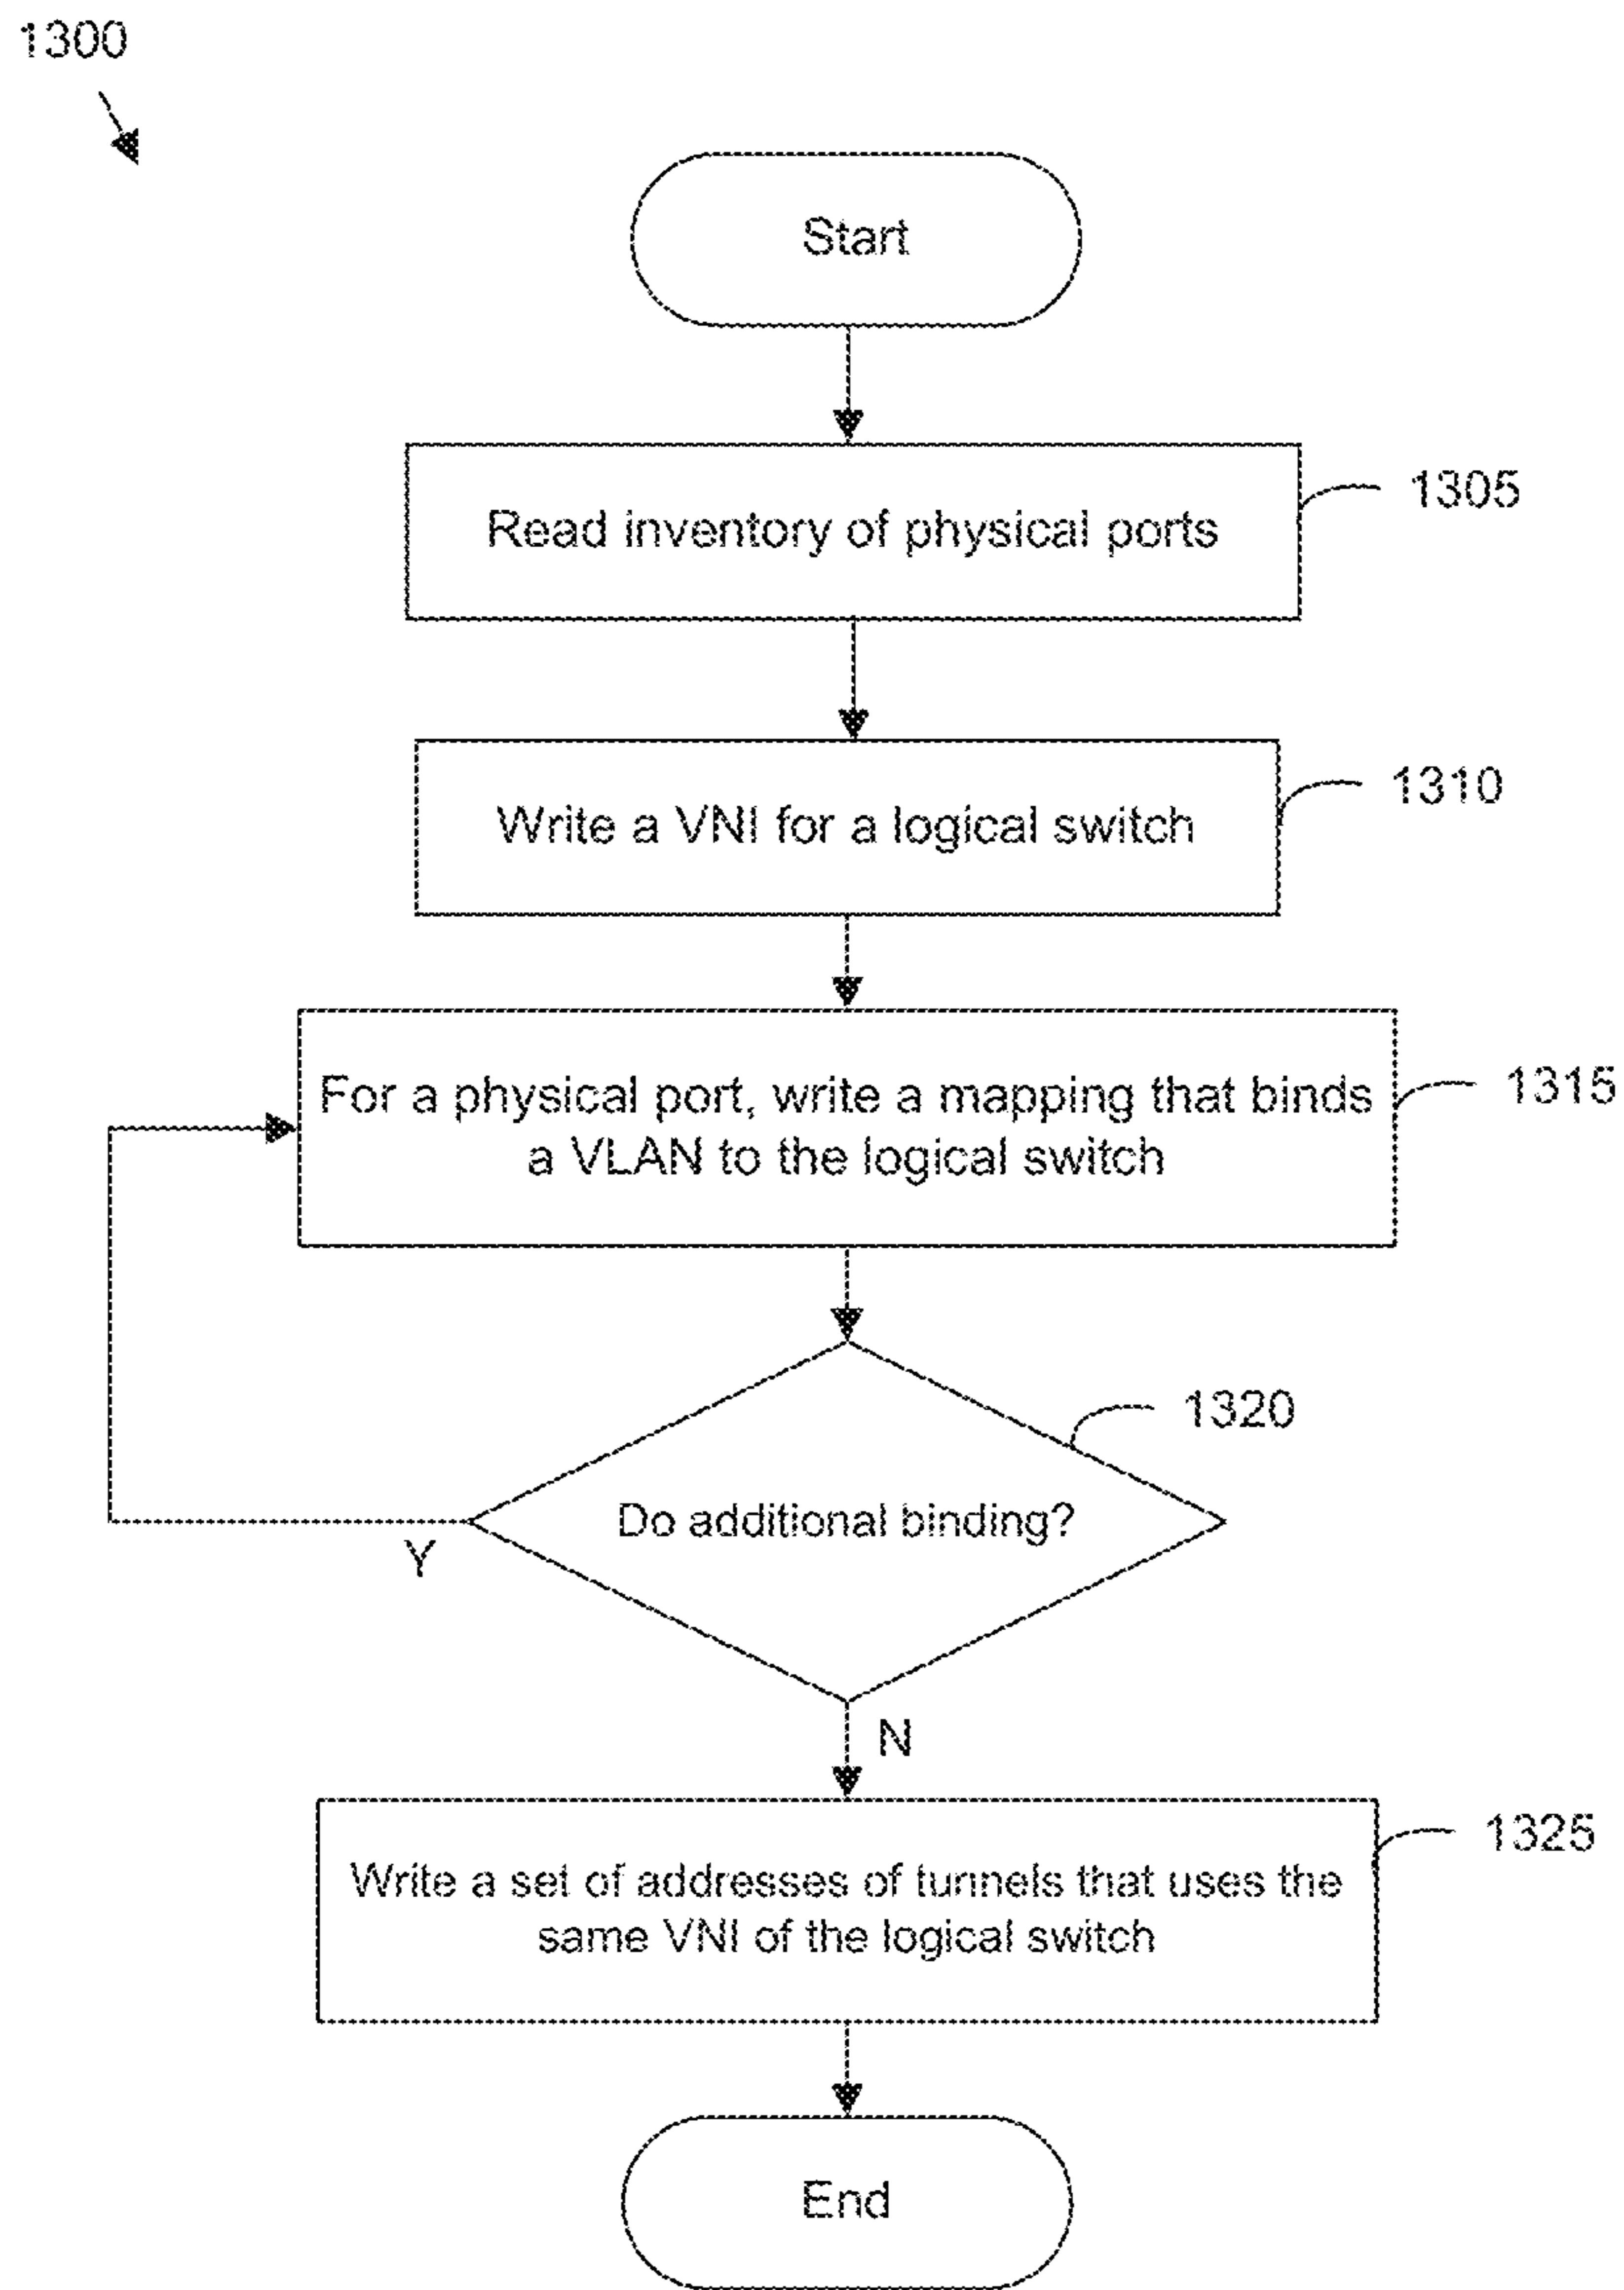 1300
Start
1305
Read inventory of physical ports
1310
Write a VNI for a logical switch
1315
For a physical port, write a mapping that binds
a VLAN to the logical switch
1320
Do additional binding?
Y
N
1325
Write a set of addresses of tunnels that uses the
same VNI of the logical switch
End